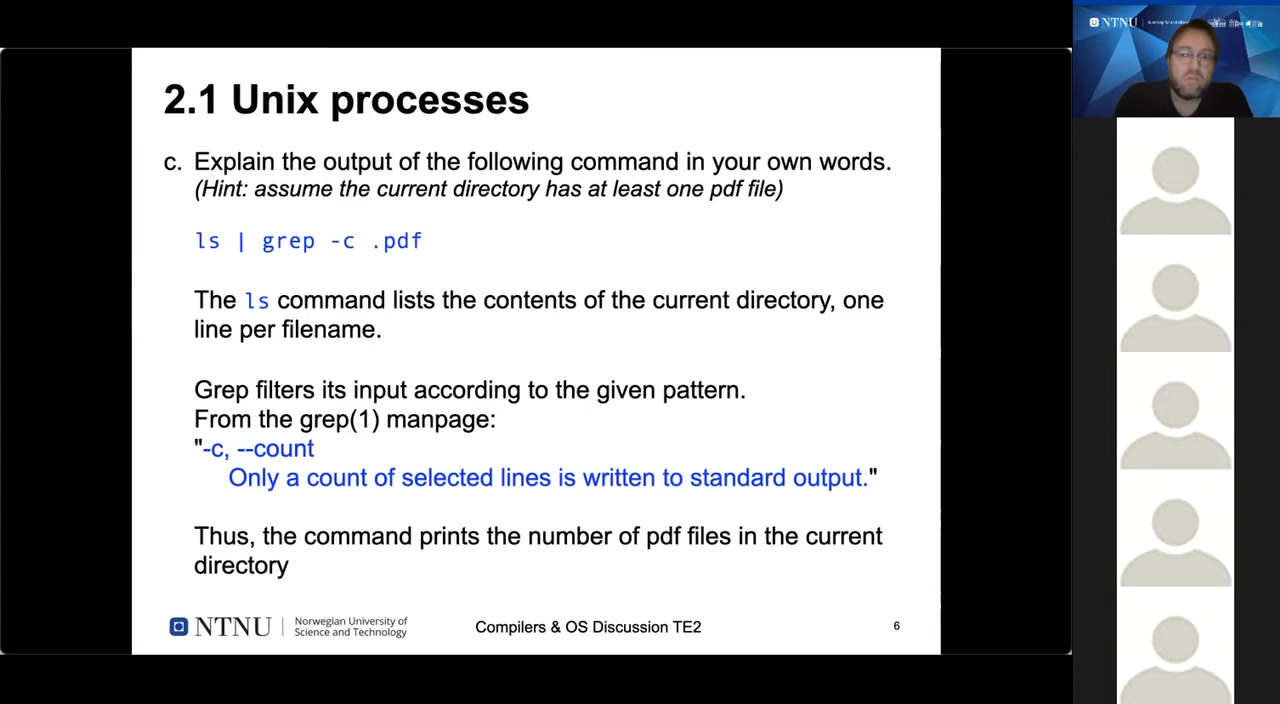 2.1 Unix processes
c. Explain the output of the following command in your own words.
(Hint: assume the current directory has at least one pdf file)
ls | grep -c .pdf
The ls command lists the contents of the current directory, one
line per filename.
Grep filters its input according to the given pattern.
From the grep(1) manpage:
"-c, --count
Only a count of selected lines is written to standard output."
Thus, the command prints the number of pdf files in the current
directory
NTNU
Norwegian University of
Science and Technology
Compilers & OS Discussion TE2
6
NTNU